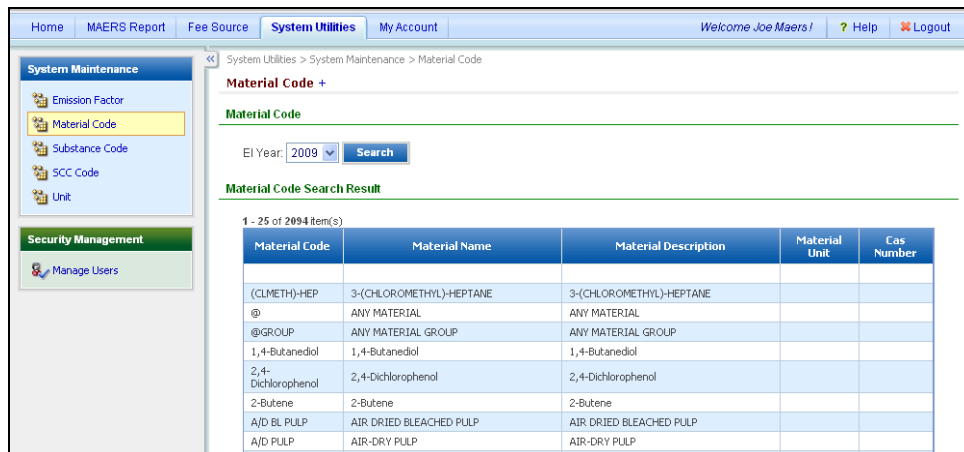 Home MAERS Report Fee Source System Utilities My Account Welcome Joe Maers! ? Help Logout
System Maintenance
Emission Factor
Material Code
Substance Code
SCC Code
Unit
Security Management
Manage Users
System Utilities > System Maintenance > Material Code
Material Code +
Material Code
EI Year: 2009 Search
Material Code Search Result
1 - 25 of 2094 item(s)
Material Code Material Name Material Description Material Unit Cas Number
(CLMETH)-HEP 3-(CHLOROMETHYL)-HEPTANE 3-(CHLOROMETHYL)-HEPTANE
@ ANY MATERIAL ANY MATERIAL
@GROUP ANY MATERIAL GROUP ANY MATERIAL GROUP
1,4-Butanediol 1,4-Butanediol 1,4-Butanediol
2,4-Dichlorophenol 2,4-Dichlorophenol 2,4-Dichlorophenol
2-Butene 2-Butene 2-Butene
A/D BL PULP AIR DRIED BLEACHED PULP AIR DRIED BLEACHED PULP
A/D PULP AIR-DRY PULP AIR-DRY PULP